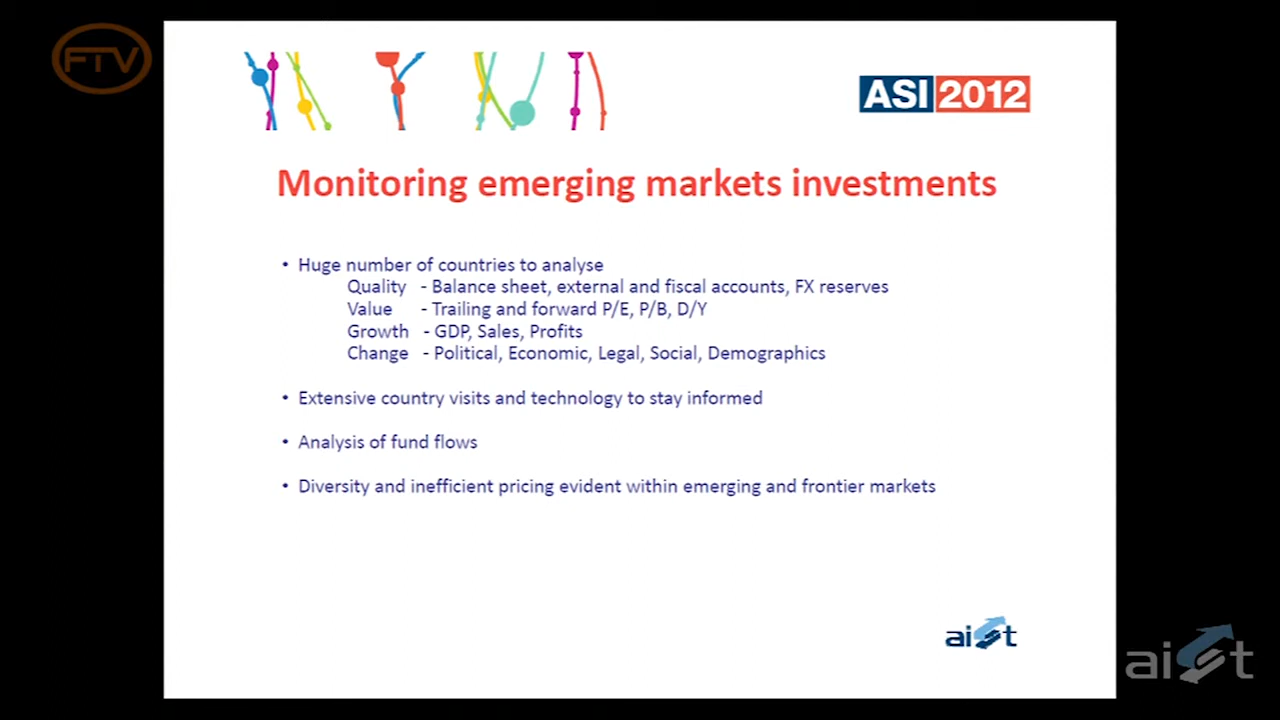 FTV
ASI 2012
Monitoring emerging markets investments
• Huge number of countries to analyse
Quality - Balance sheet, external and fiscal accounts, FX reserves
Value - Trailing and forward P/E, P/B, D/Y
Growth - GDP, Sales, Profits
Change - Political, Economic, Legal, Social, Demographics
• Extensive country visits and technology to stay informed
• Analysis of fund flows
• Diversity and inefficient pricing evident within emerging and frontier markets
aist
aist